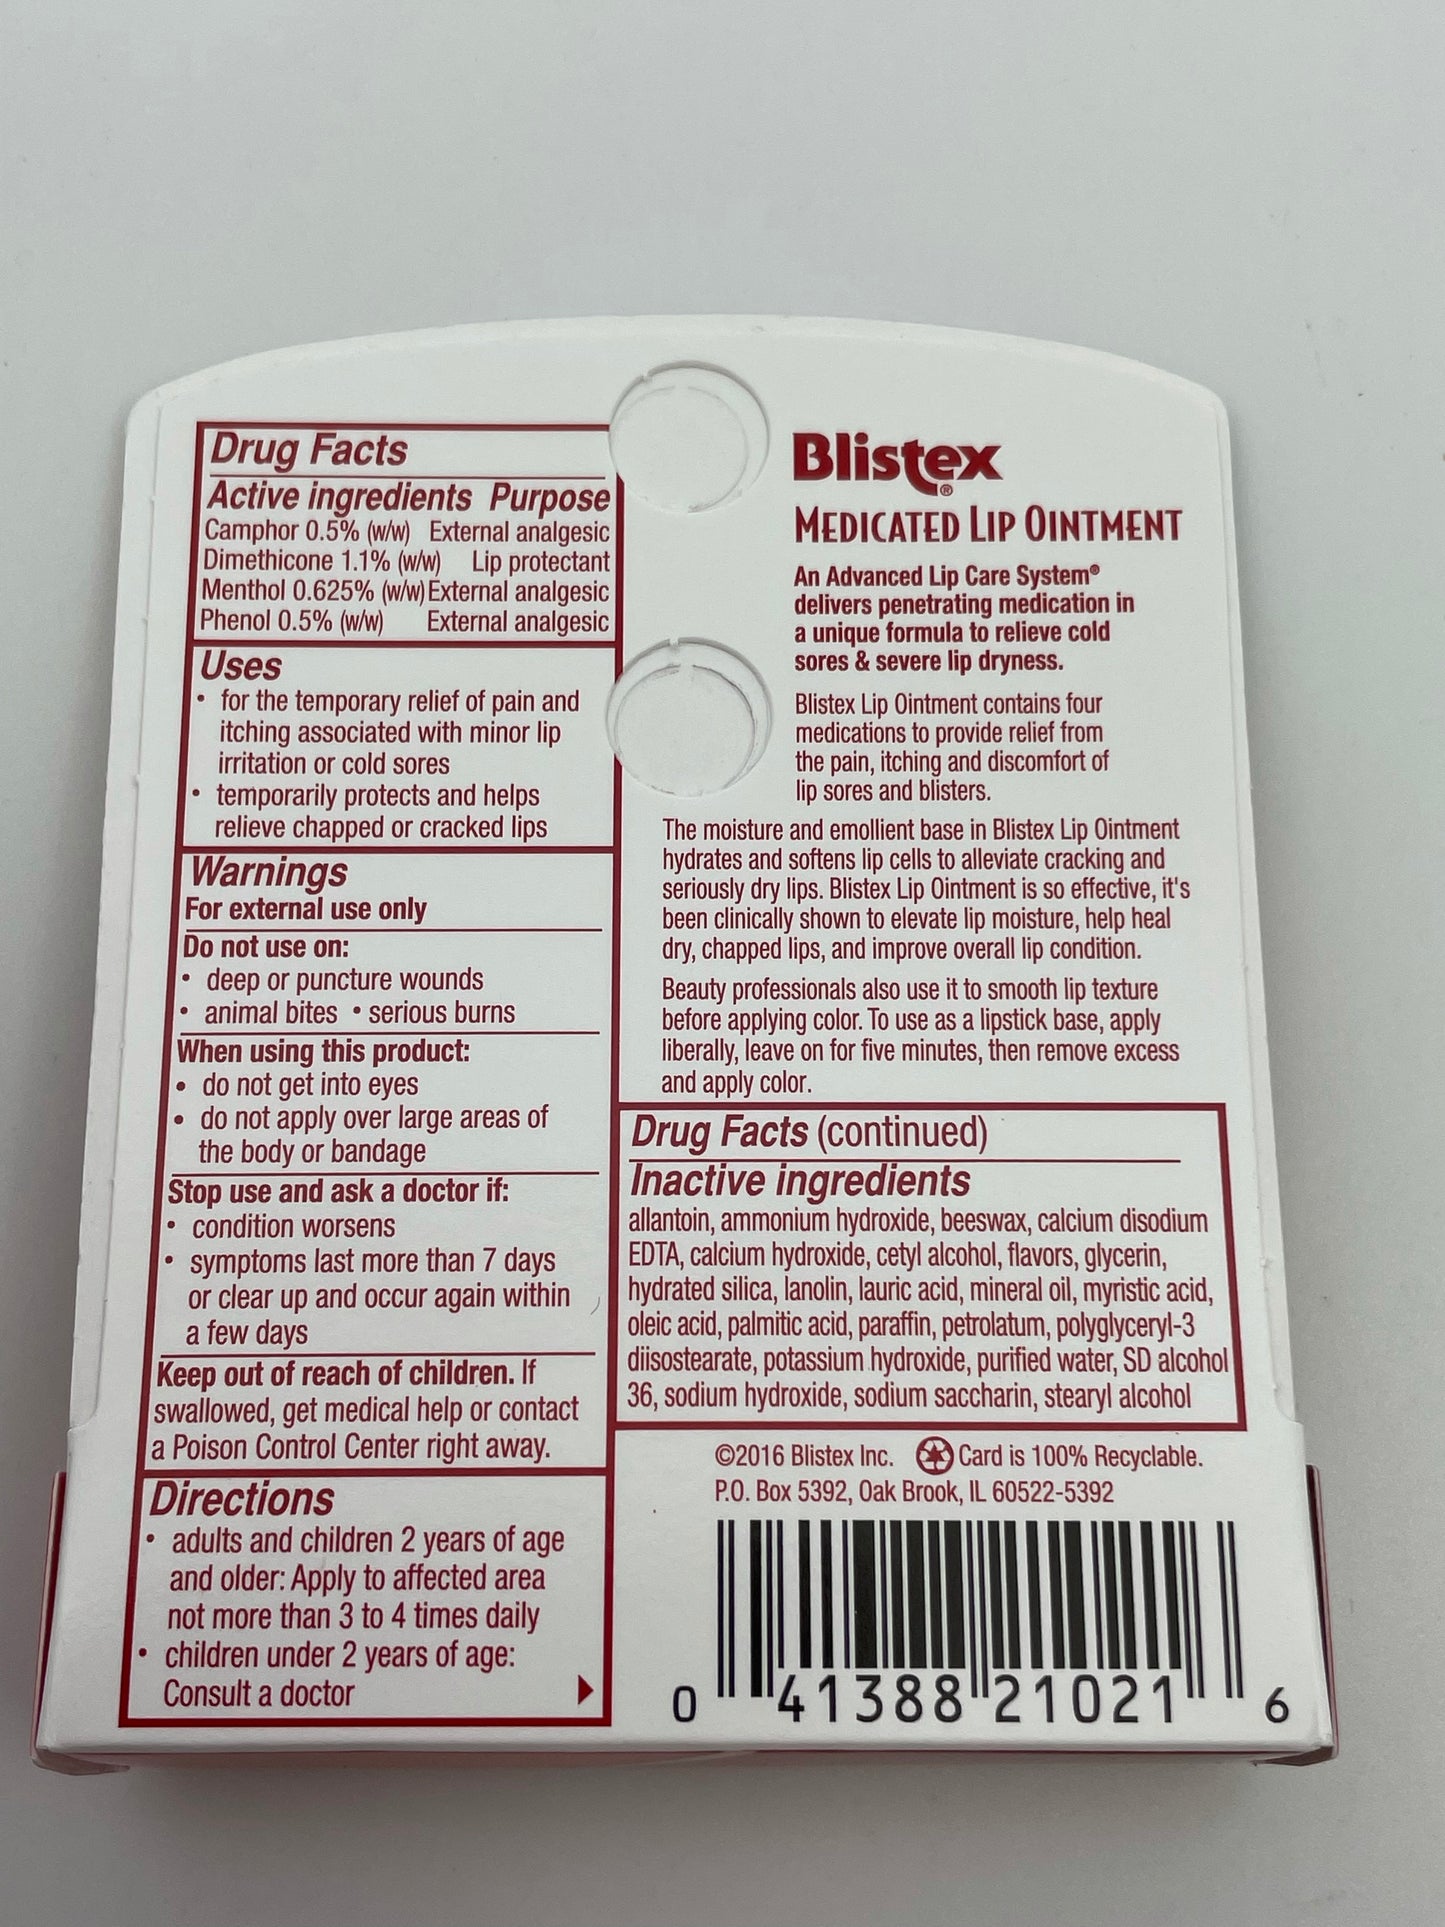 Drug Facts
Active ingredients Purpose
Camphor 0.5% (w/w) External analgesic
Dimethicone 1.1% (w/w) Lip protectant
Menthol 0.625% (w/w) External analgesic
Phenol 0.5% (w/w) External analgesic
Uses
• for the temporary relief of pain and
itching associated with minor lip
irritation or cold sores
• temporarily protects and helps
relieve chapped or cracked lips
Warnings
For external use only
Do not use on:
• deep or puncture wounds
• animal bites • serious burns
When using this product:
• do not get into eyes
• do not apply over large areas of
the body or bandage
Stop use and ask a doctor if:
• condition worsens
• symptoms last more than 7 days
or clear up and occur again within
a few days
Keep out of reach of children. If
swallowed, get medical help or contact
a Poison Control Center right away.
Directions
• adults and children 2 years of age
and older: Apply to affected area
not more than 3 to 4 times daily
• children under 2 years of age:
Consult a doctor
Blistex®
MEDICATED LIP OINTMENT
An Advanced Lip Care System®
delivers penetrating medication in
a unique formula to relieve cold
sores & severe lip dryness.
Blistex Lip Ointment contains four
medications to provide relief from
the pain, itching and discomfort of
lip sores and blisters.
The moisture and emollient base in Blistex Lip Ointment
hydrates and softens lip cells to alleviate cracking and
seriously dry lips. Blistex Lip Ointment is so effective, it's
been clinically shown to elevate lip moisture, help heal
dry, chapped lips, and improve overall lip condition.
Beauty professionals also use it to smooth lip texture
before applying color. To use as a lipstick base, apply
liberally, leave on for five minutes, then remove excess
and apply color.
Drug Facts (continued)
Inactive ingredients
allantoin, ammonium hydroxide, beeswax, calcium disodium
EDTA, calcium hydroxide, cetyl alcohol, flavors, glycerin,
hydrated silica, lanolin, lauric acid, mineral oil, myristic acid,
oleic acid, palmitic acid, paraffin, petrolatum, polyglyceryl-3
diisostearate, potassium hydroxide, purified water, SD alcohol
36, sodium hydroxide, sodium saccharin, stearyl alcohol
©2016 Blistex Inc. Card is 100% Recyclable.
P.O. Box 5392, Oak Brook, IL 60522-5392
0 41388 21021 6